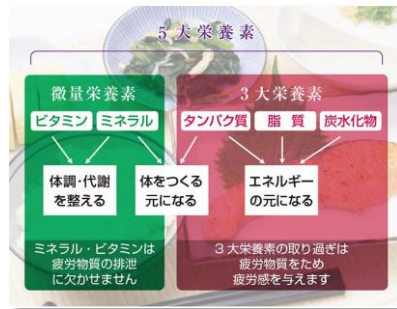 5大栄養素
微量栄養素
3大栄養素
ビタミン ミネラル
タンパク質 脂質 炭水化物
体調・代謝
を整える
体をつくる
元になる
エネルギー
の元になる
ミネラル・ビタミンは
疲労物質の排泄
に欠かせません
3大栄養素の取り過ぎは
疲労物質をため
疲労感を与えます